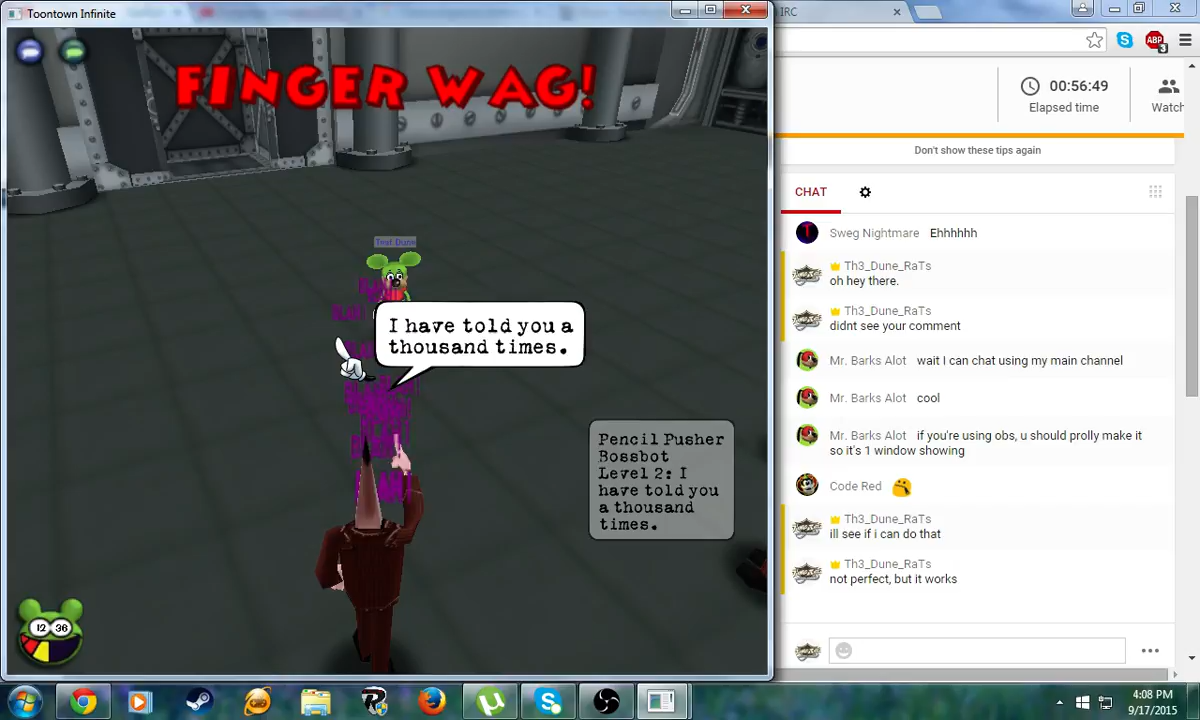 Toontown Infinite
FINGER WAG!
I have told you a
thousand times.
Pencil Pusher
Bossbot
Level 2: I
have told you
a thousand
times.
12 36
IRC
ABP
3
00:56:49
Elapsed time
Watch
Don't show these tips again
CHAT
Sweg Nightmare Ehhhhhh
Th3_Dune_RaTs
oh hey there.
Th3_Dune_RaTs
didnt see your comment
Mr. Barks Alot wait I can chat using my main channel
Mr. Barks Alot cool
Mr. Barks Alot if you're using obs, u should prolly make it
so it's 1 window showing
Code Red
Th3_Dune_RaTs
ill see if i can do that
Th3_Dune_RaTs
not perfect, but it works
4:08 PM
9/17/2015